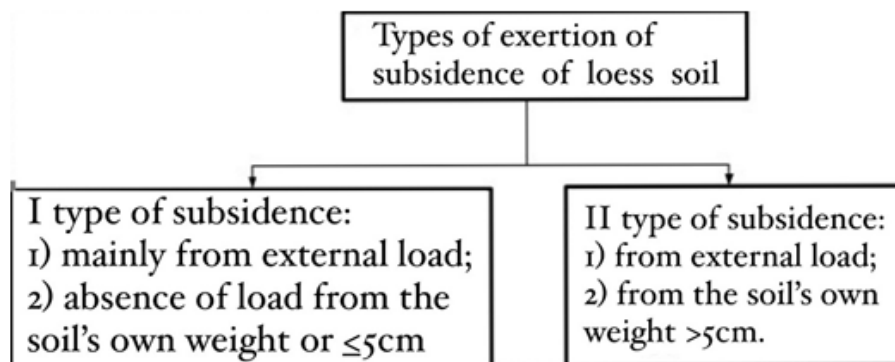 Types of exertion of
subsidence of loess soil
I type of subsidence:
1) mainly from external load;
2) absence of load from the
soil's own weight or ≤5cm
II type of subsidence:
1) from external load;
2) from the soil's own
weight >5cm.